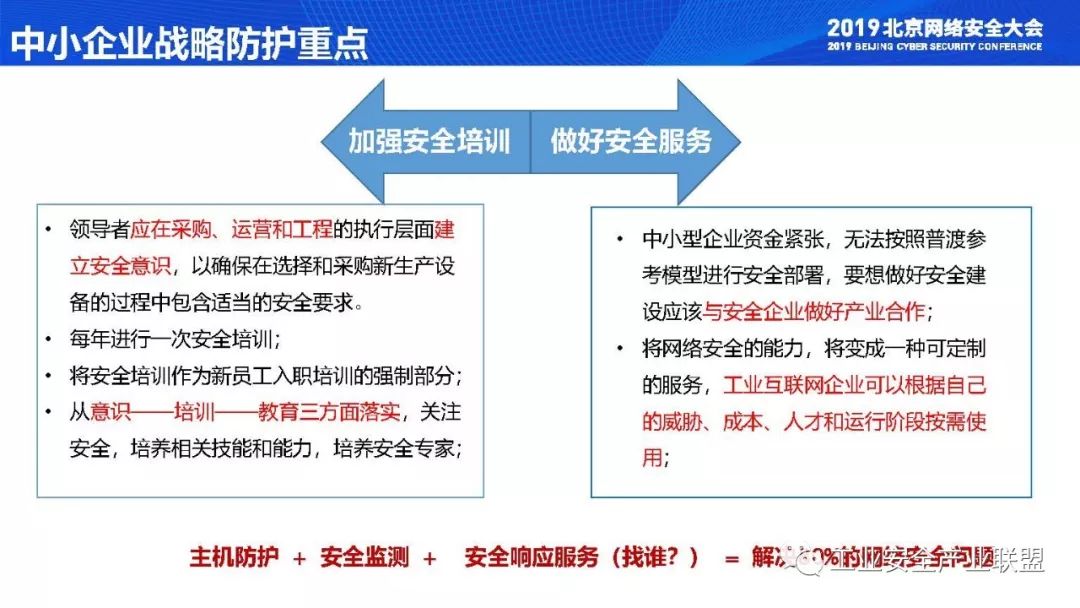 中小企业战略防护重点
2019北京网络安全大会
2019 BEIJING CYBER SECURITY CONFERENCE
加强安全培训
做好安全服务
• 领导者应在采购、运营和工程的执行层面建
立安全意识，以确保在选择和采购新生产设
备的过程中包含适当的安全要求。
• 每年进行一次安全培训；
• 将安全培训作为新员工入职培训的强制部分；
• 从意识——培训——教育三方面落实，关注
安全，培养相关技能和能力，培养安全专家；
• 中小型企业资金紧张，无法按照普渡参
考模型进行安全部署，要想做好安全建
设应该与安全企业做好产业合作；
• 将网络安全的能力，将变成一种可定制
的服务，工业互联网企业可以根据自己
的威胁、成本、人才和运行阶段按需使
用；
主机防护 + 安全监测 + 安全响应服务（找谁？） = 解决80%的网络安全问题
工业安全产业联盟